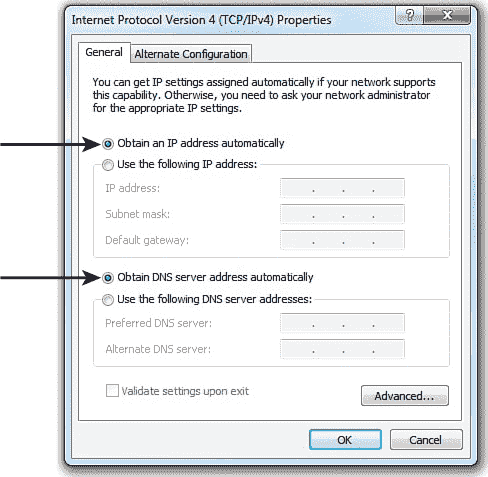 Internet Protocol Version 4 (TCP/IPv4) Properties
General
Alternate Configuration
You can get IP settings assigned automatically if your network supports
this capability. Otherwise, you need to ask your network administrator
for the appropriate IP settings.
Obtain an IP address automatically
Use the following IP address:
IP address:
Subnet mask:
Default gateway:
Obtain DNS server address automatically
Use the following DNS server addresses:
Preferred DNS server:
Alternate DNS server:
Validate settings upon exit
Advanced...
OK
Cancel